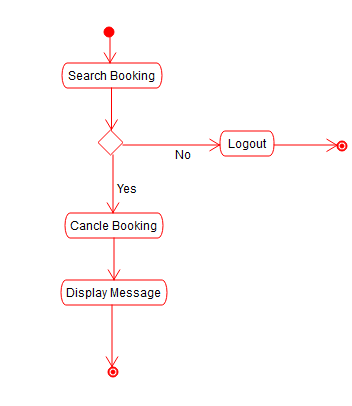 Search Booking
Logout
No
Yes
Cancle Booking
Display Message